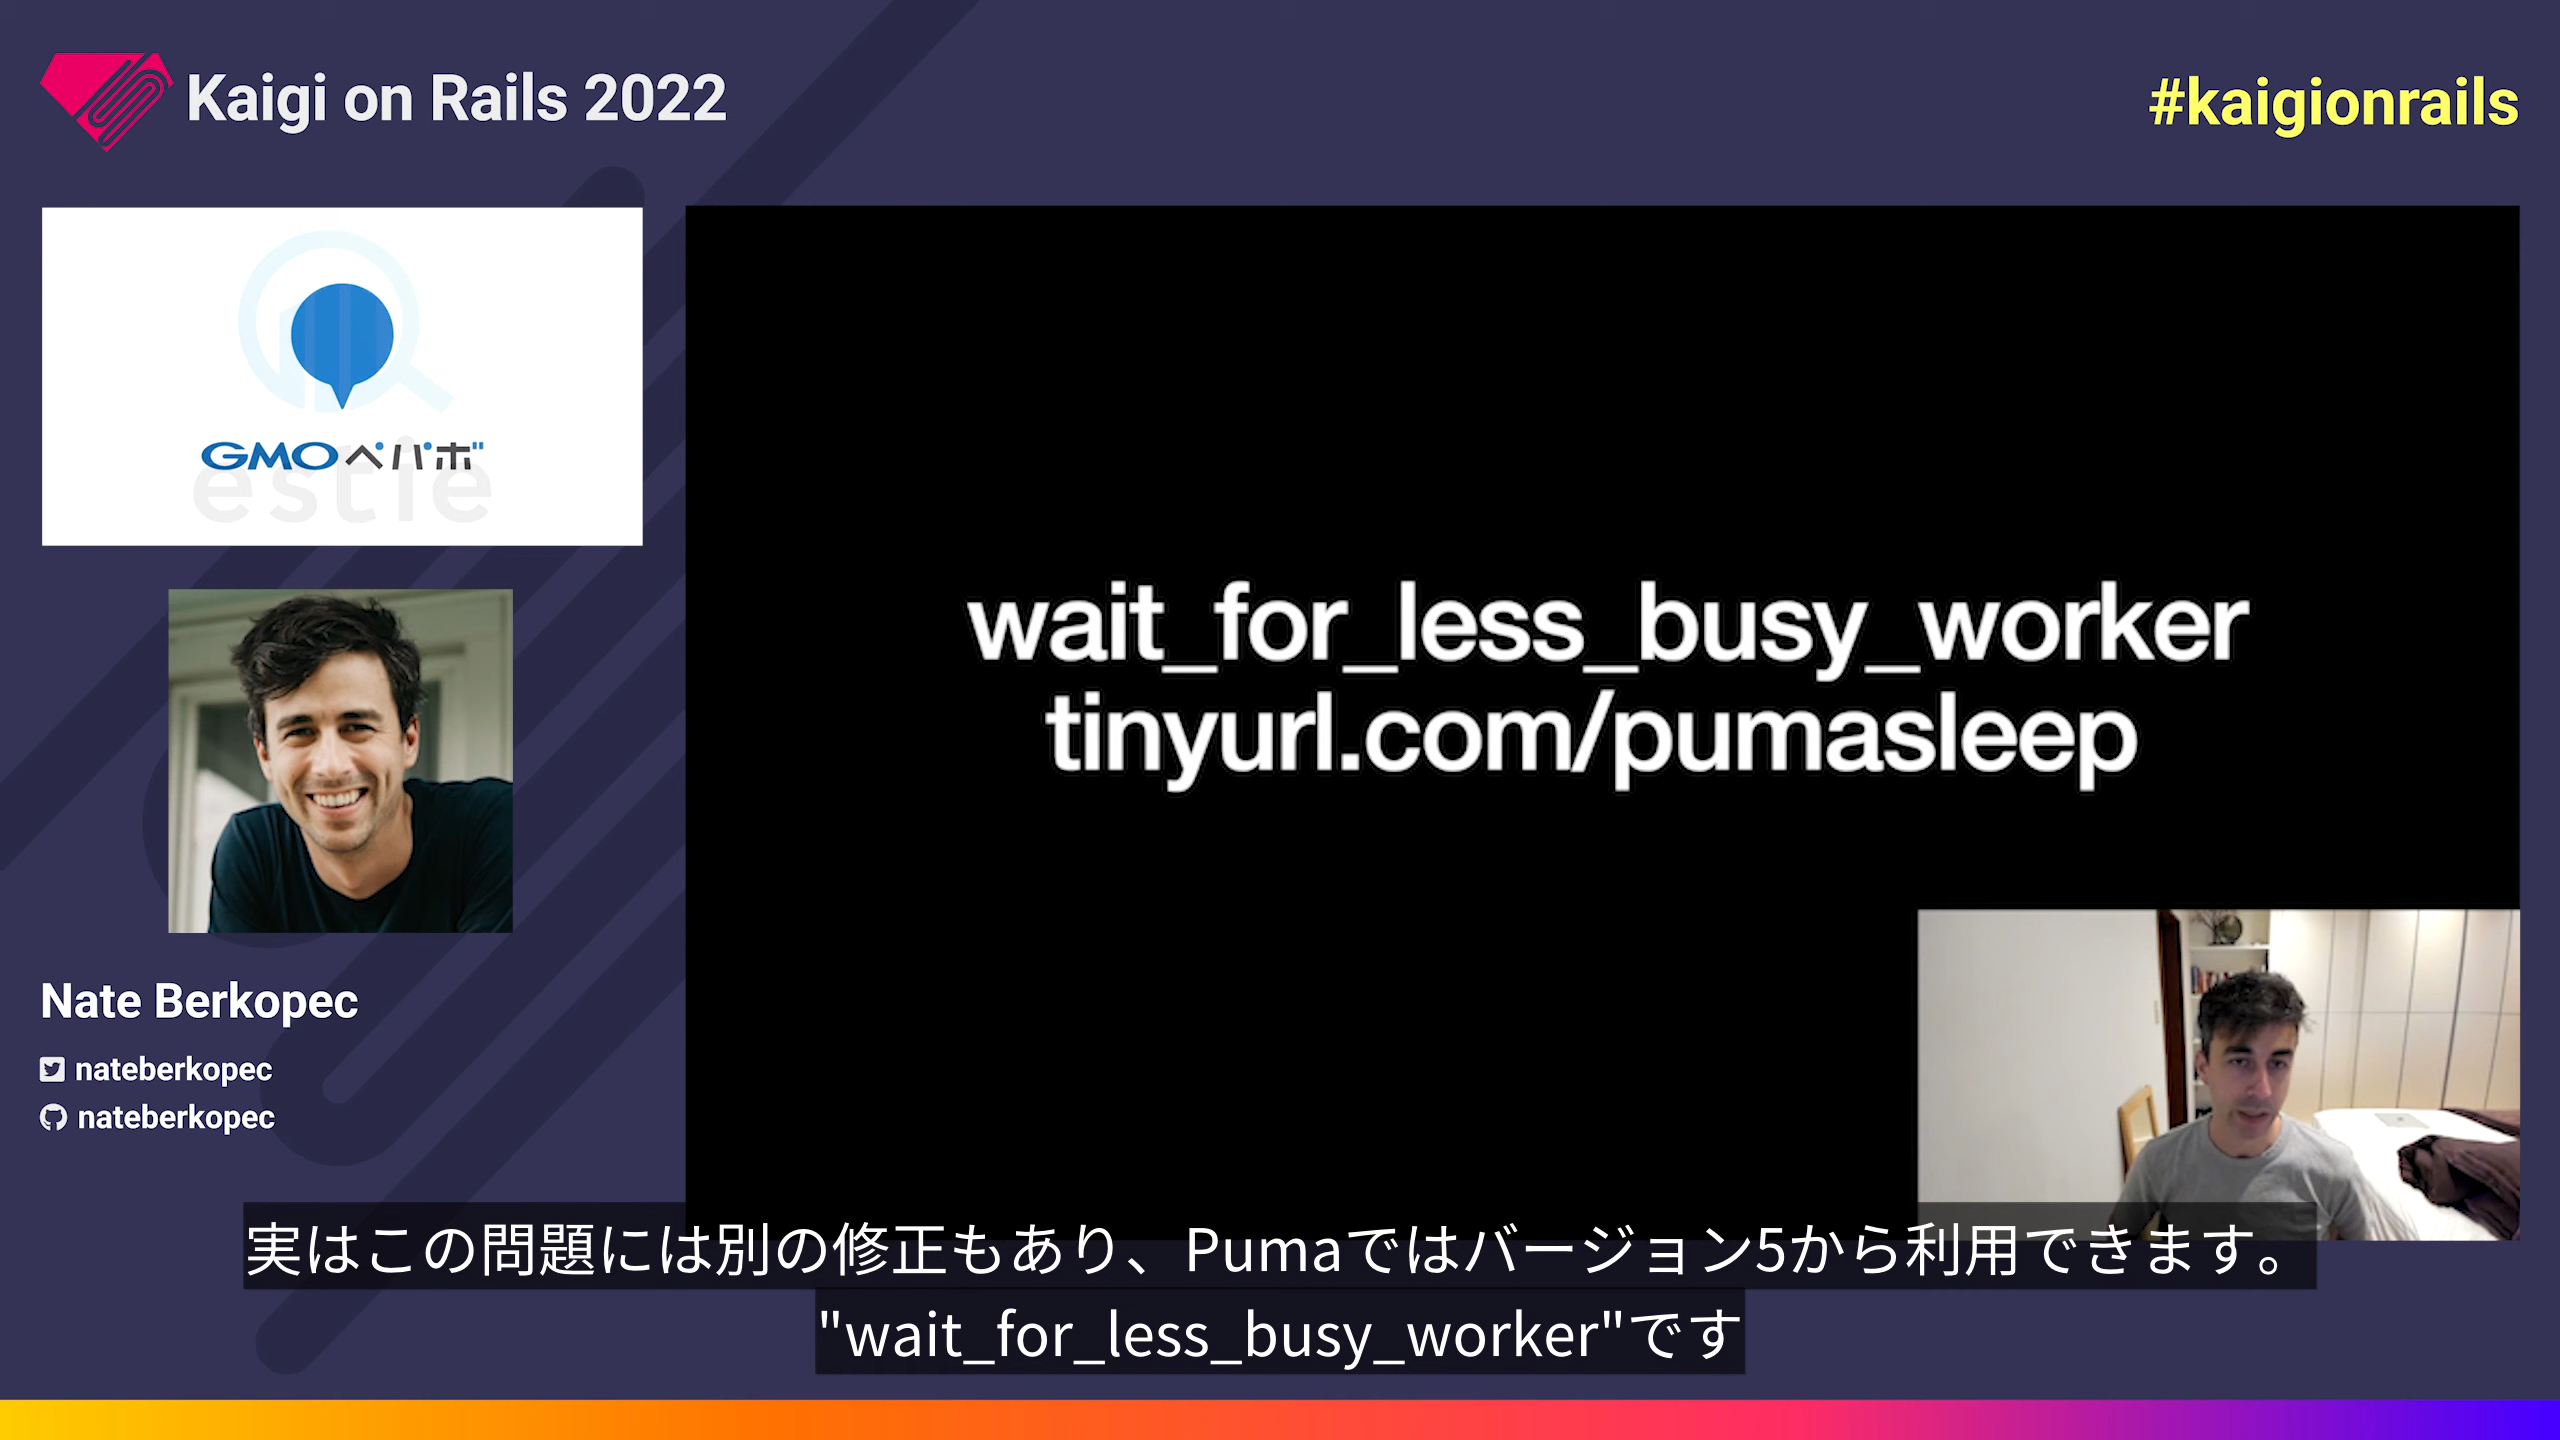 Kaigi on Rails 2022
#kaigionrails
GMOペパボ
estie
wait_for_less_busy_worker
tinyurl.com/pumasleep
Nate Berkopec
nateberkopec
nateberkopec
実はこの問題には別の修正もあり、Pumaではバージョン5から利用できます。
"wait_for_less_busy_worker"です